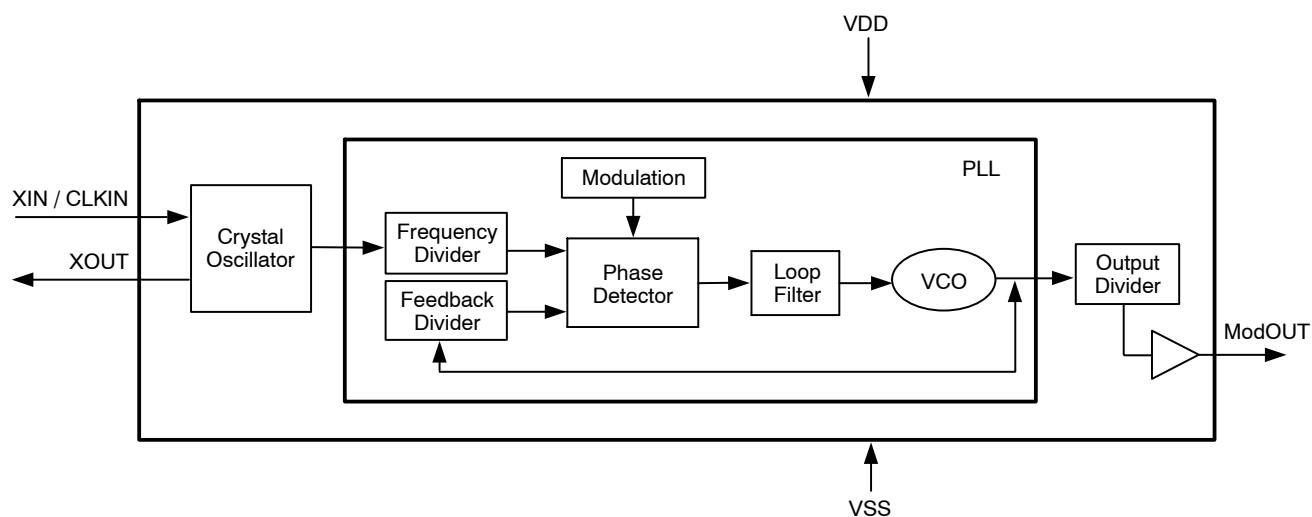 VDD
PLL
Modulation
XIN / CLKIN
XOUT
Crystal
Oscillator
Frequency
Divider
Feedback
Divider
Phase
Detector
Loop
Filter
VCO
Output
Divider
ModOUT
VSS